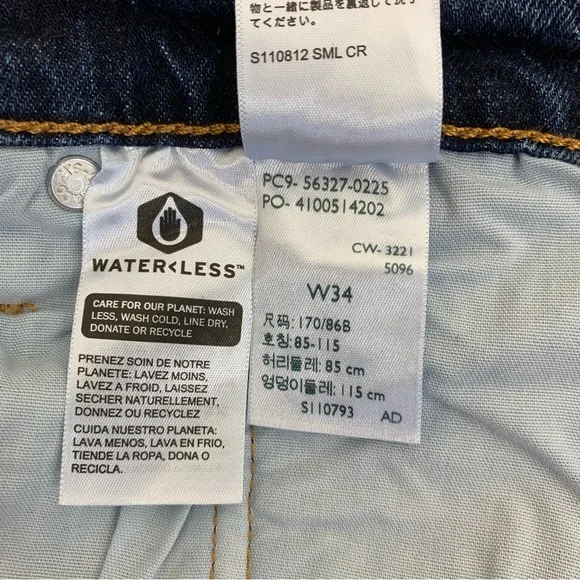 物と一緒に製品を裏返して洗っ
てください。
S110812 SML CR
PC9- 56327-0225
PO- 4100514202
CW- 3221
5096
W34
尺码: 170/86B
호칭: 85-115
허리둘레: 85 cm
엉덩이둘레: 115 cm
S110793 AD
WATER<LESS™
CARE FOR OUR PLANET: WASH
LESS, WASH COLD, LINE DRY,
DONATE OR RECYCLE
PRENEZ SOIN DE NOTRE
PLANETE: LAVEZ MOINS,
LAVEZ A FROID, LAISSEZ
SECHER NATURELLEMENT,
DONNEZ OU RECYCLEZ
CUIDA NUESTRO PLANETA:
LAVA MENOS, LAVA EN FRIO,
TIENDE LA ROPA, DONA O
RECICLA.